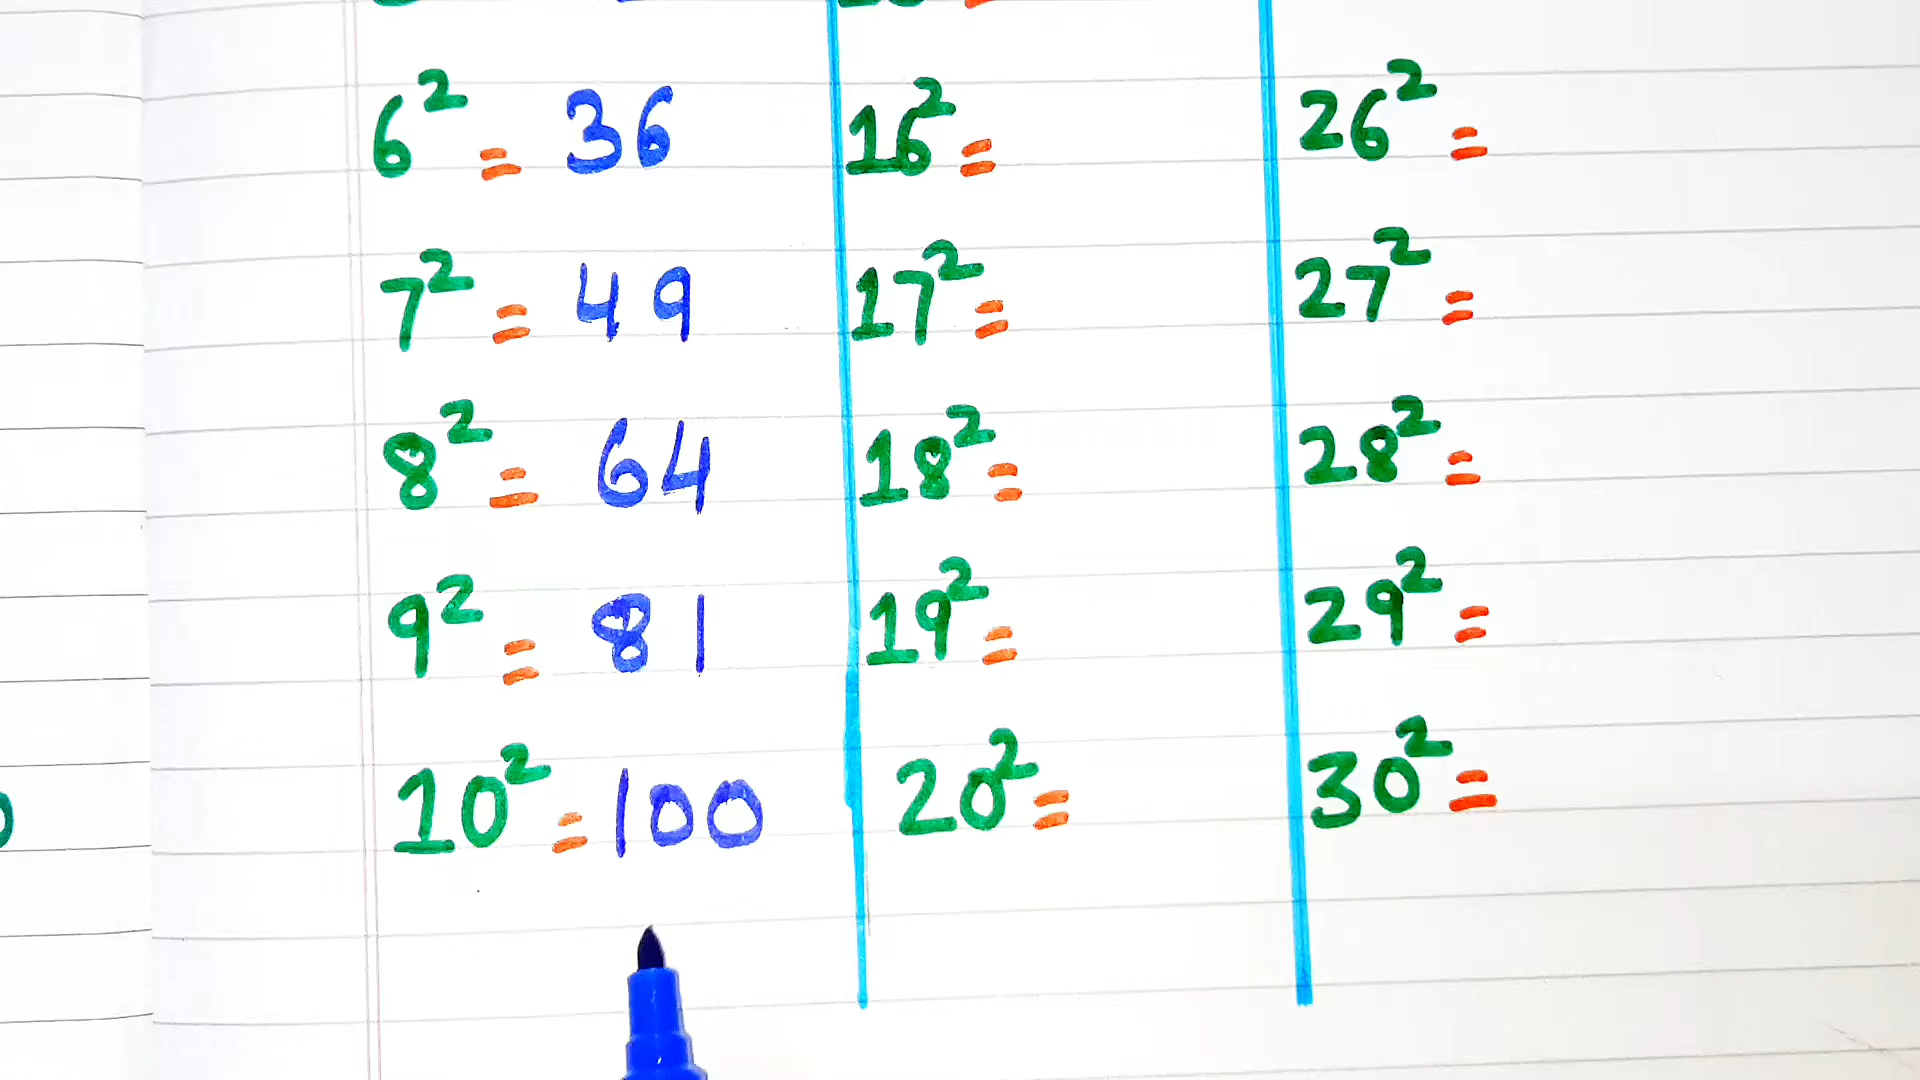 6² = 36
16² =
26² =
7² = 49
17² =
27² =
8² = 64
18² =
28² =
9² = 81
19² =
29² =
10² = 100
20² =
30² =